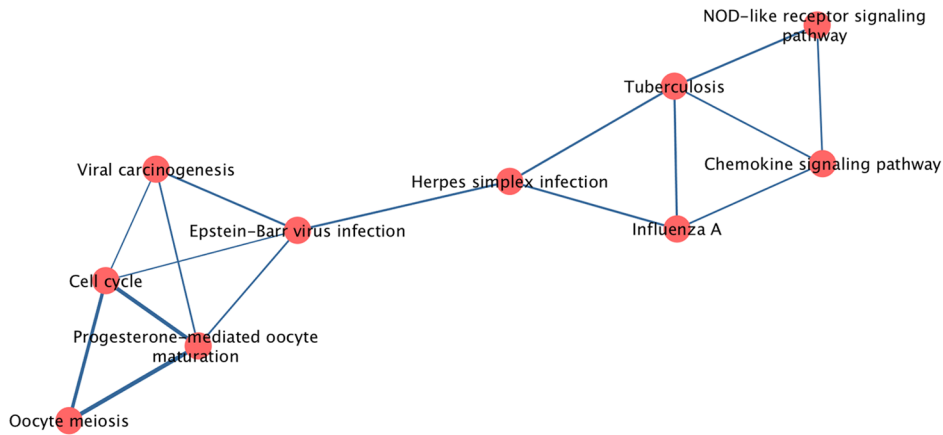 NOD-like receptor signaling
pathway
Tuberculosis
Chemokine signaling pathway
Viral carcinogenesis
Herpes simplex infection
Epstein-Barr virus infection
Influenza A
Cell cycle
Progesterone-mediated oocyte
maturation
Oocyte meiosis